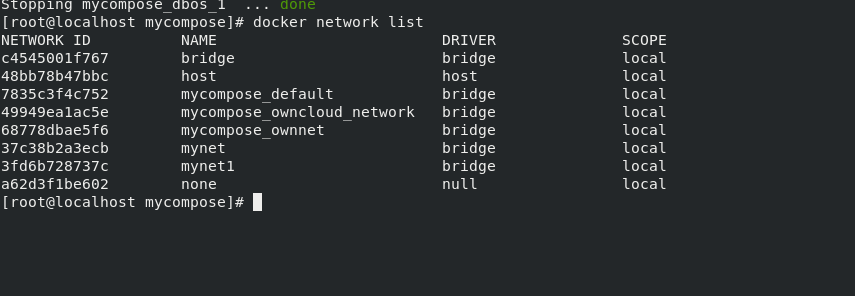 Stopping mycompose_dbos_1  ... done
[root@localhost mycompose]# docker network list
NETWORK ID          NAME                         DRIVER              SCOPE
c4545001f767        bridge                       bridge              local
48bb78b47bbc        host                         host                local
7835c3f4c752        mycompose_default            bridge              local
49949ea1ac5e        mycompose_owncloud_network   bridge              local
68778dbae5f6        mycompose_ownnet             bridge              local
37c38b2a3ecb        mynet                        bridge              local
3fd6b728737c        mynet1                       bridge              local
a62d3f1be602        none                         null                local
[root@localhost mycompose]#